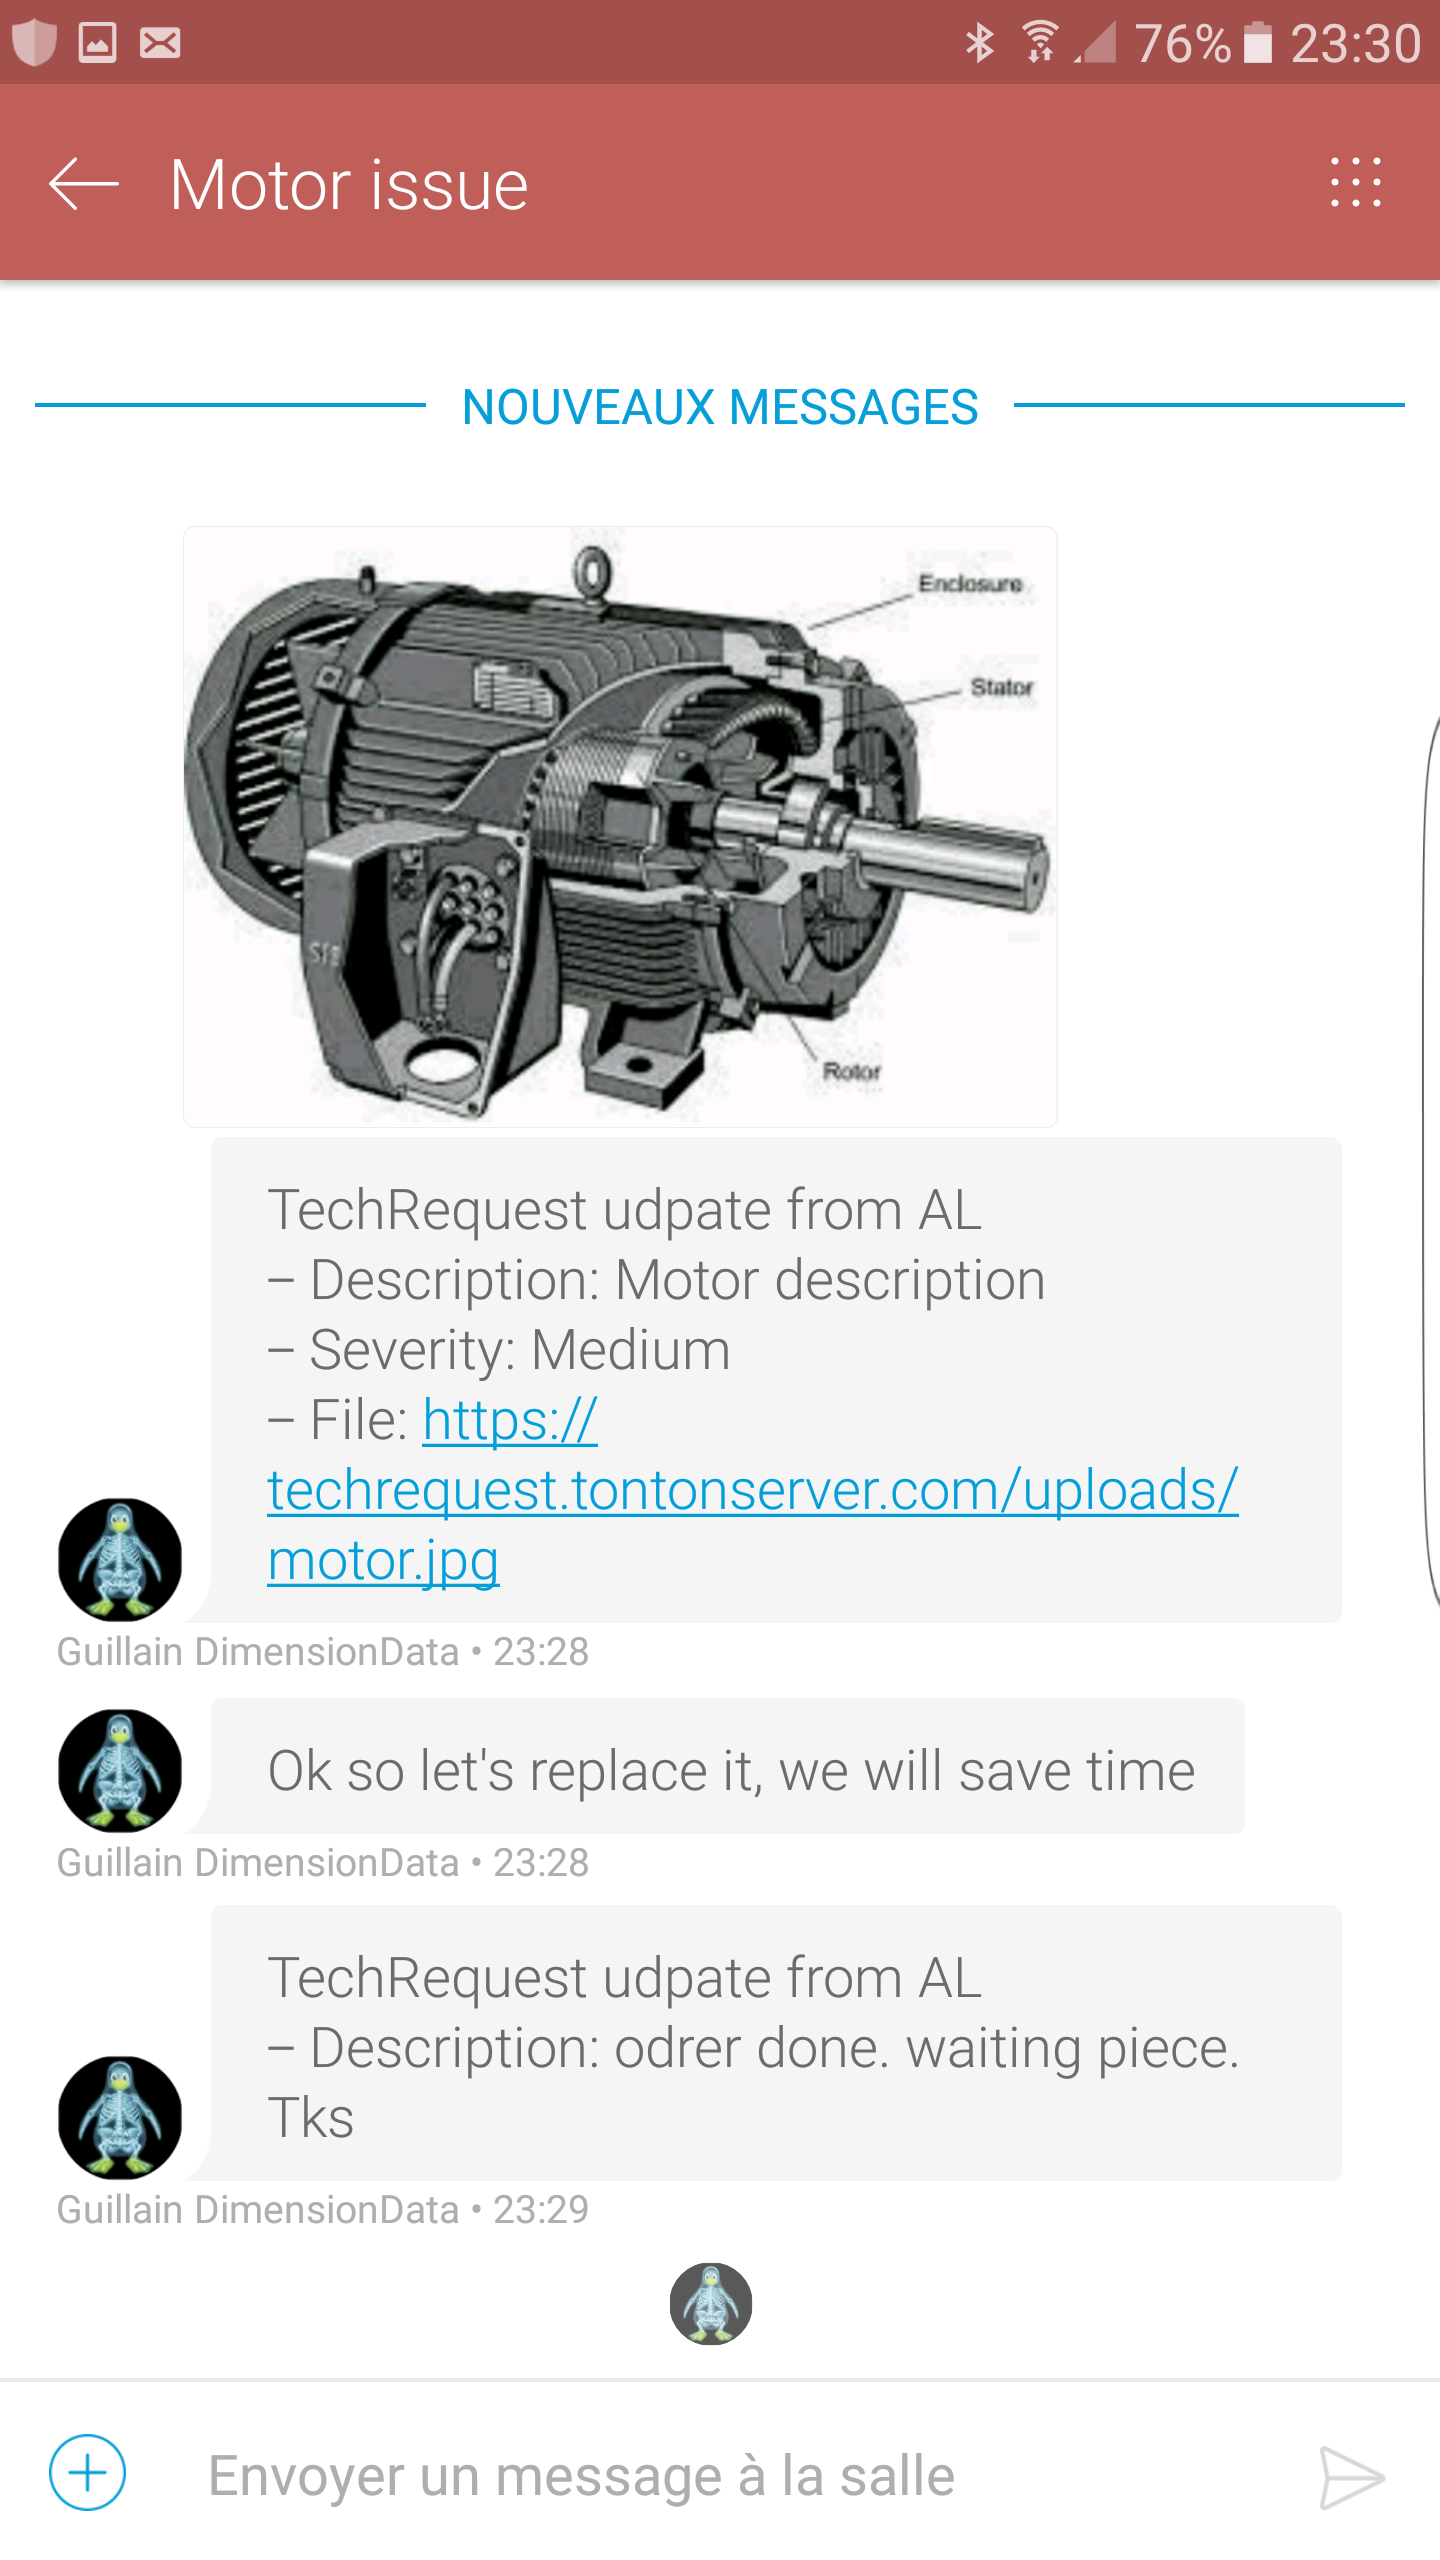 76% 23:30
Motor issue
NOUVEAUX MESSAGES
Enclosure
Stator
Rotor
TechRequest udpate from AL
– Description: Motor description
– Severity: Medium
– File: https://
techrequest.tontonserver.com/uploads/
motor.jpg
Guillain DimensionData • 23:28
Ok so let's replace it, we will save time
Guillain DimensionData • 23:28
TechRequest udpate from AL
– Description: odrer done. waiting piece.
Tks
Guillain DimensionData • 23:29
Envoyer un message à la salle